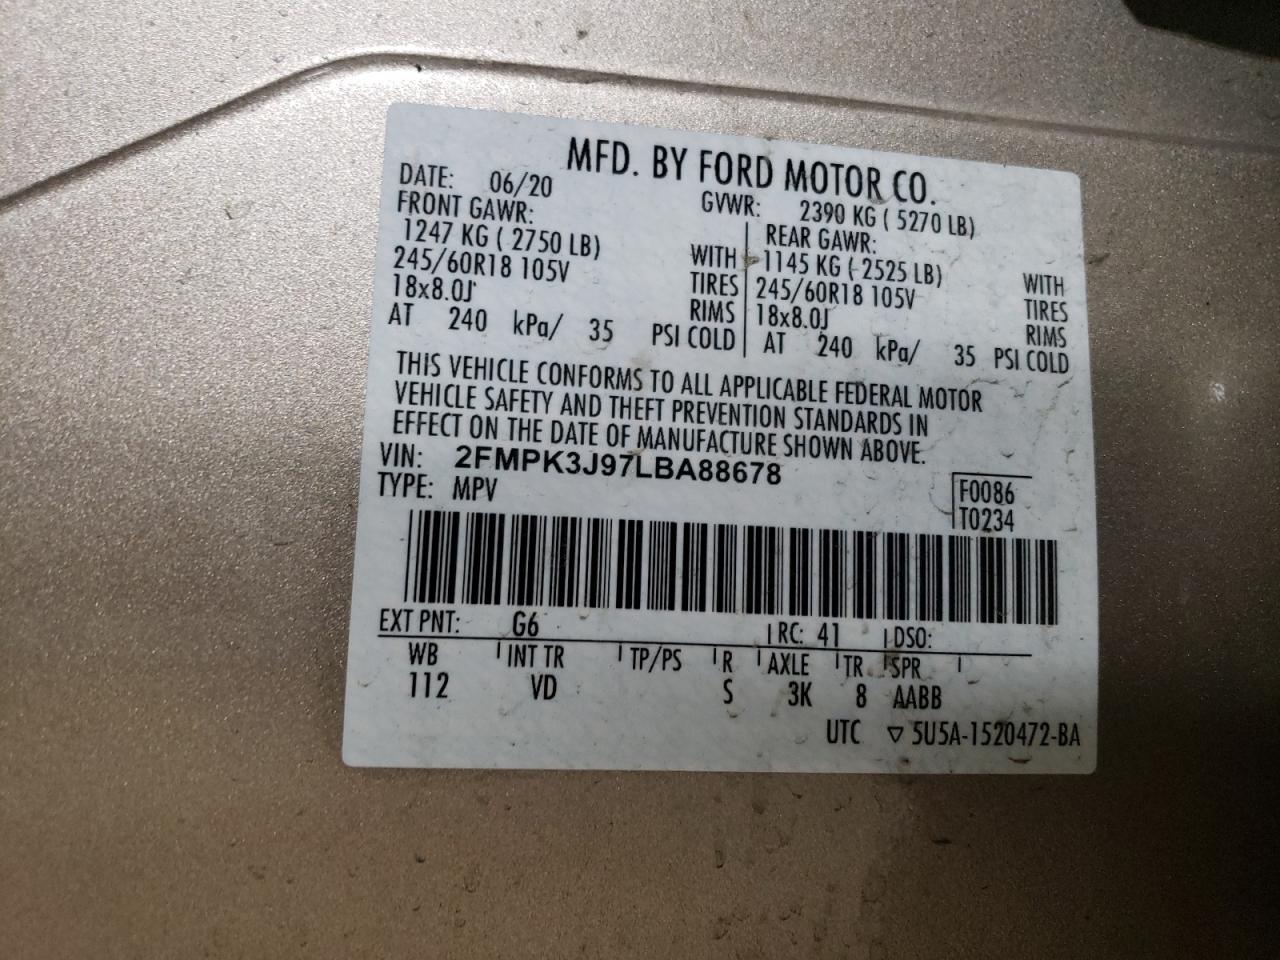 MFD. BY FORD MOTOR CO.
DATE: 06/20 GVWR: 2390 KG ( 5270 LB)
FRONT GAWR: REAR GAWR:
1247 KG ( 2750 LB) WITH 1145 KG ( 2525 LB) WITH
245/60R18 105V TIRES 245/60R18 105V TIRES
18x8.0J RIMS 18x8.0J RIMS
AT 240 kPa/ 35 PSI COLD AT 240 kPa/ 35 PSI COLD
THIS VEHICLE CONFORMS TO ALL APPLICABLE FEDERAL MOTOR
VEHICLE SAFETY AND THEFT PREVENTION STANDARDS IN
EFFECT ON THE DATE OF MANUFACTURE SHOWN ABOVE.
VIN: 2FMPK3J97LBA88678
TYPE: MPV F0086
T0234
EXT PNT: G6 RC: 41 DSO:
WB INT TR TP/PS R AXLE TR SPR
112 VD S 3K 8 AABB
UTC ▽ 5U5A-1520472-BA